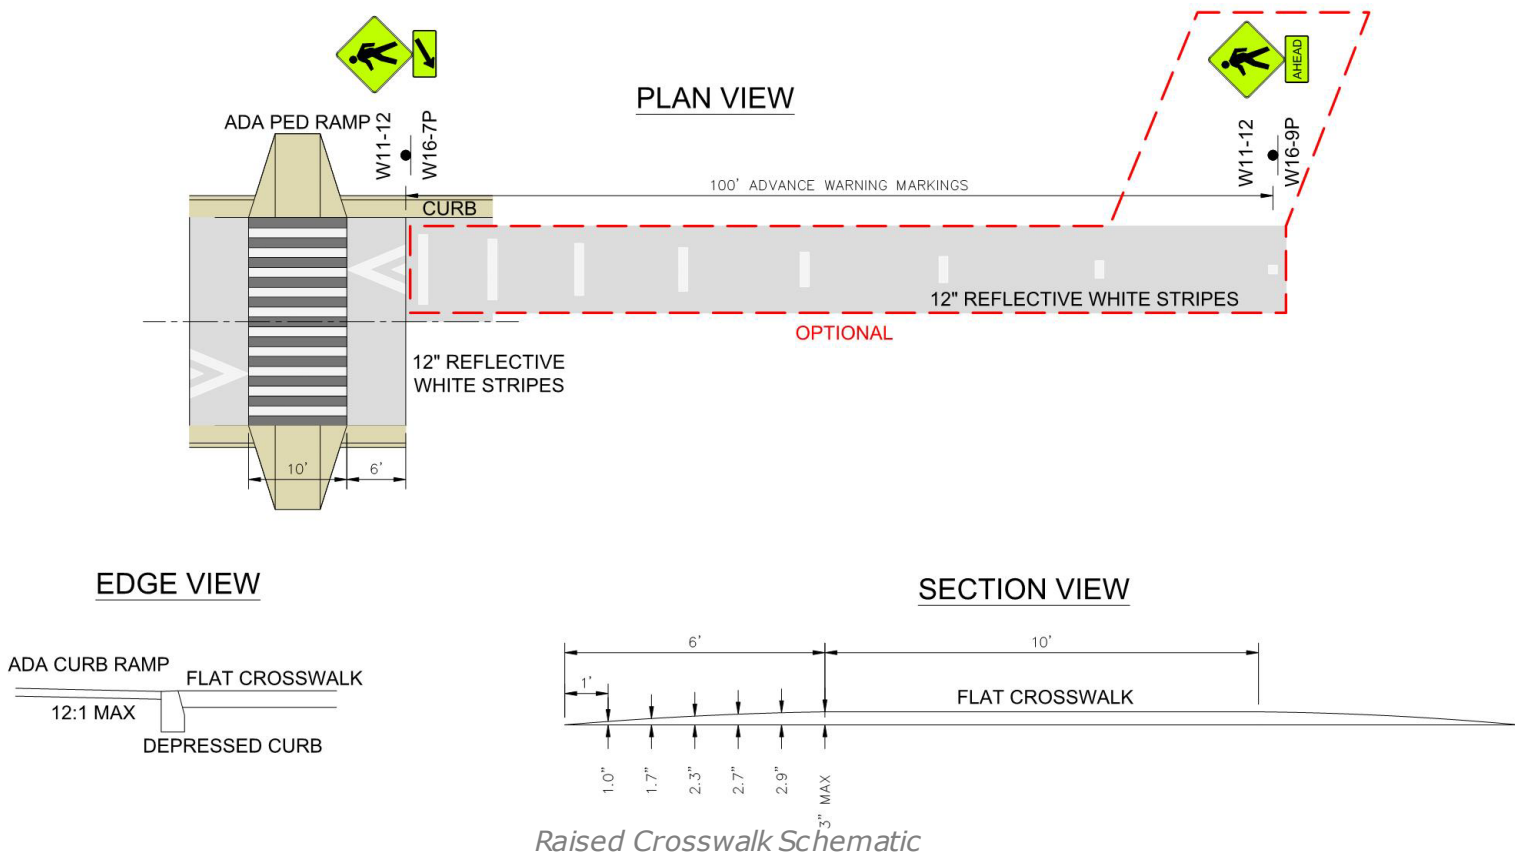 PLAN VIEW
AHEAD
ADA PED RAMP
W11-12
W16-7P
W11-12
W16-9P
100' ADVANCE WARNING MARKINGS
CURB
12" REFLECTIVE WHITE STRIPES
OPTIONAL
12" REFLECTIVE
WHITE STRIPES
10'
6'
EDGE VIEW
ADA CURB RAMP
FLAT CROSSWALK
12:1 MAX
DEPRESSED CURB
SECTION VIEW
6'
10'
1'
FLAT CROSSWALK
1.0"
1.7"
2.3"
2.7"
2.9"
3" MAX
Raised Crosswalk Schematic